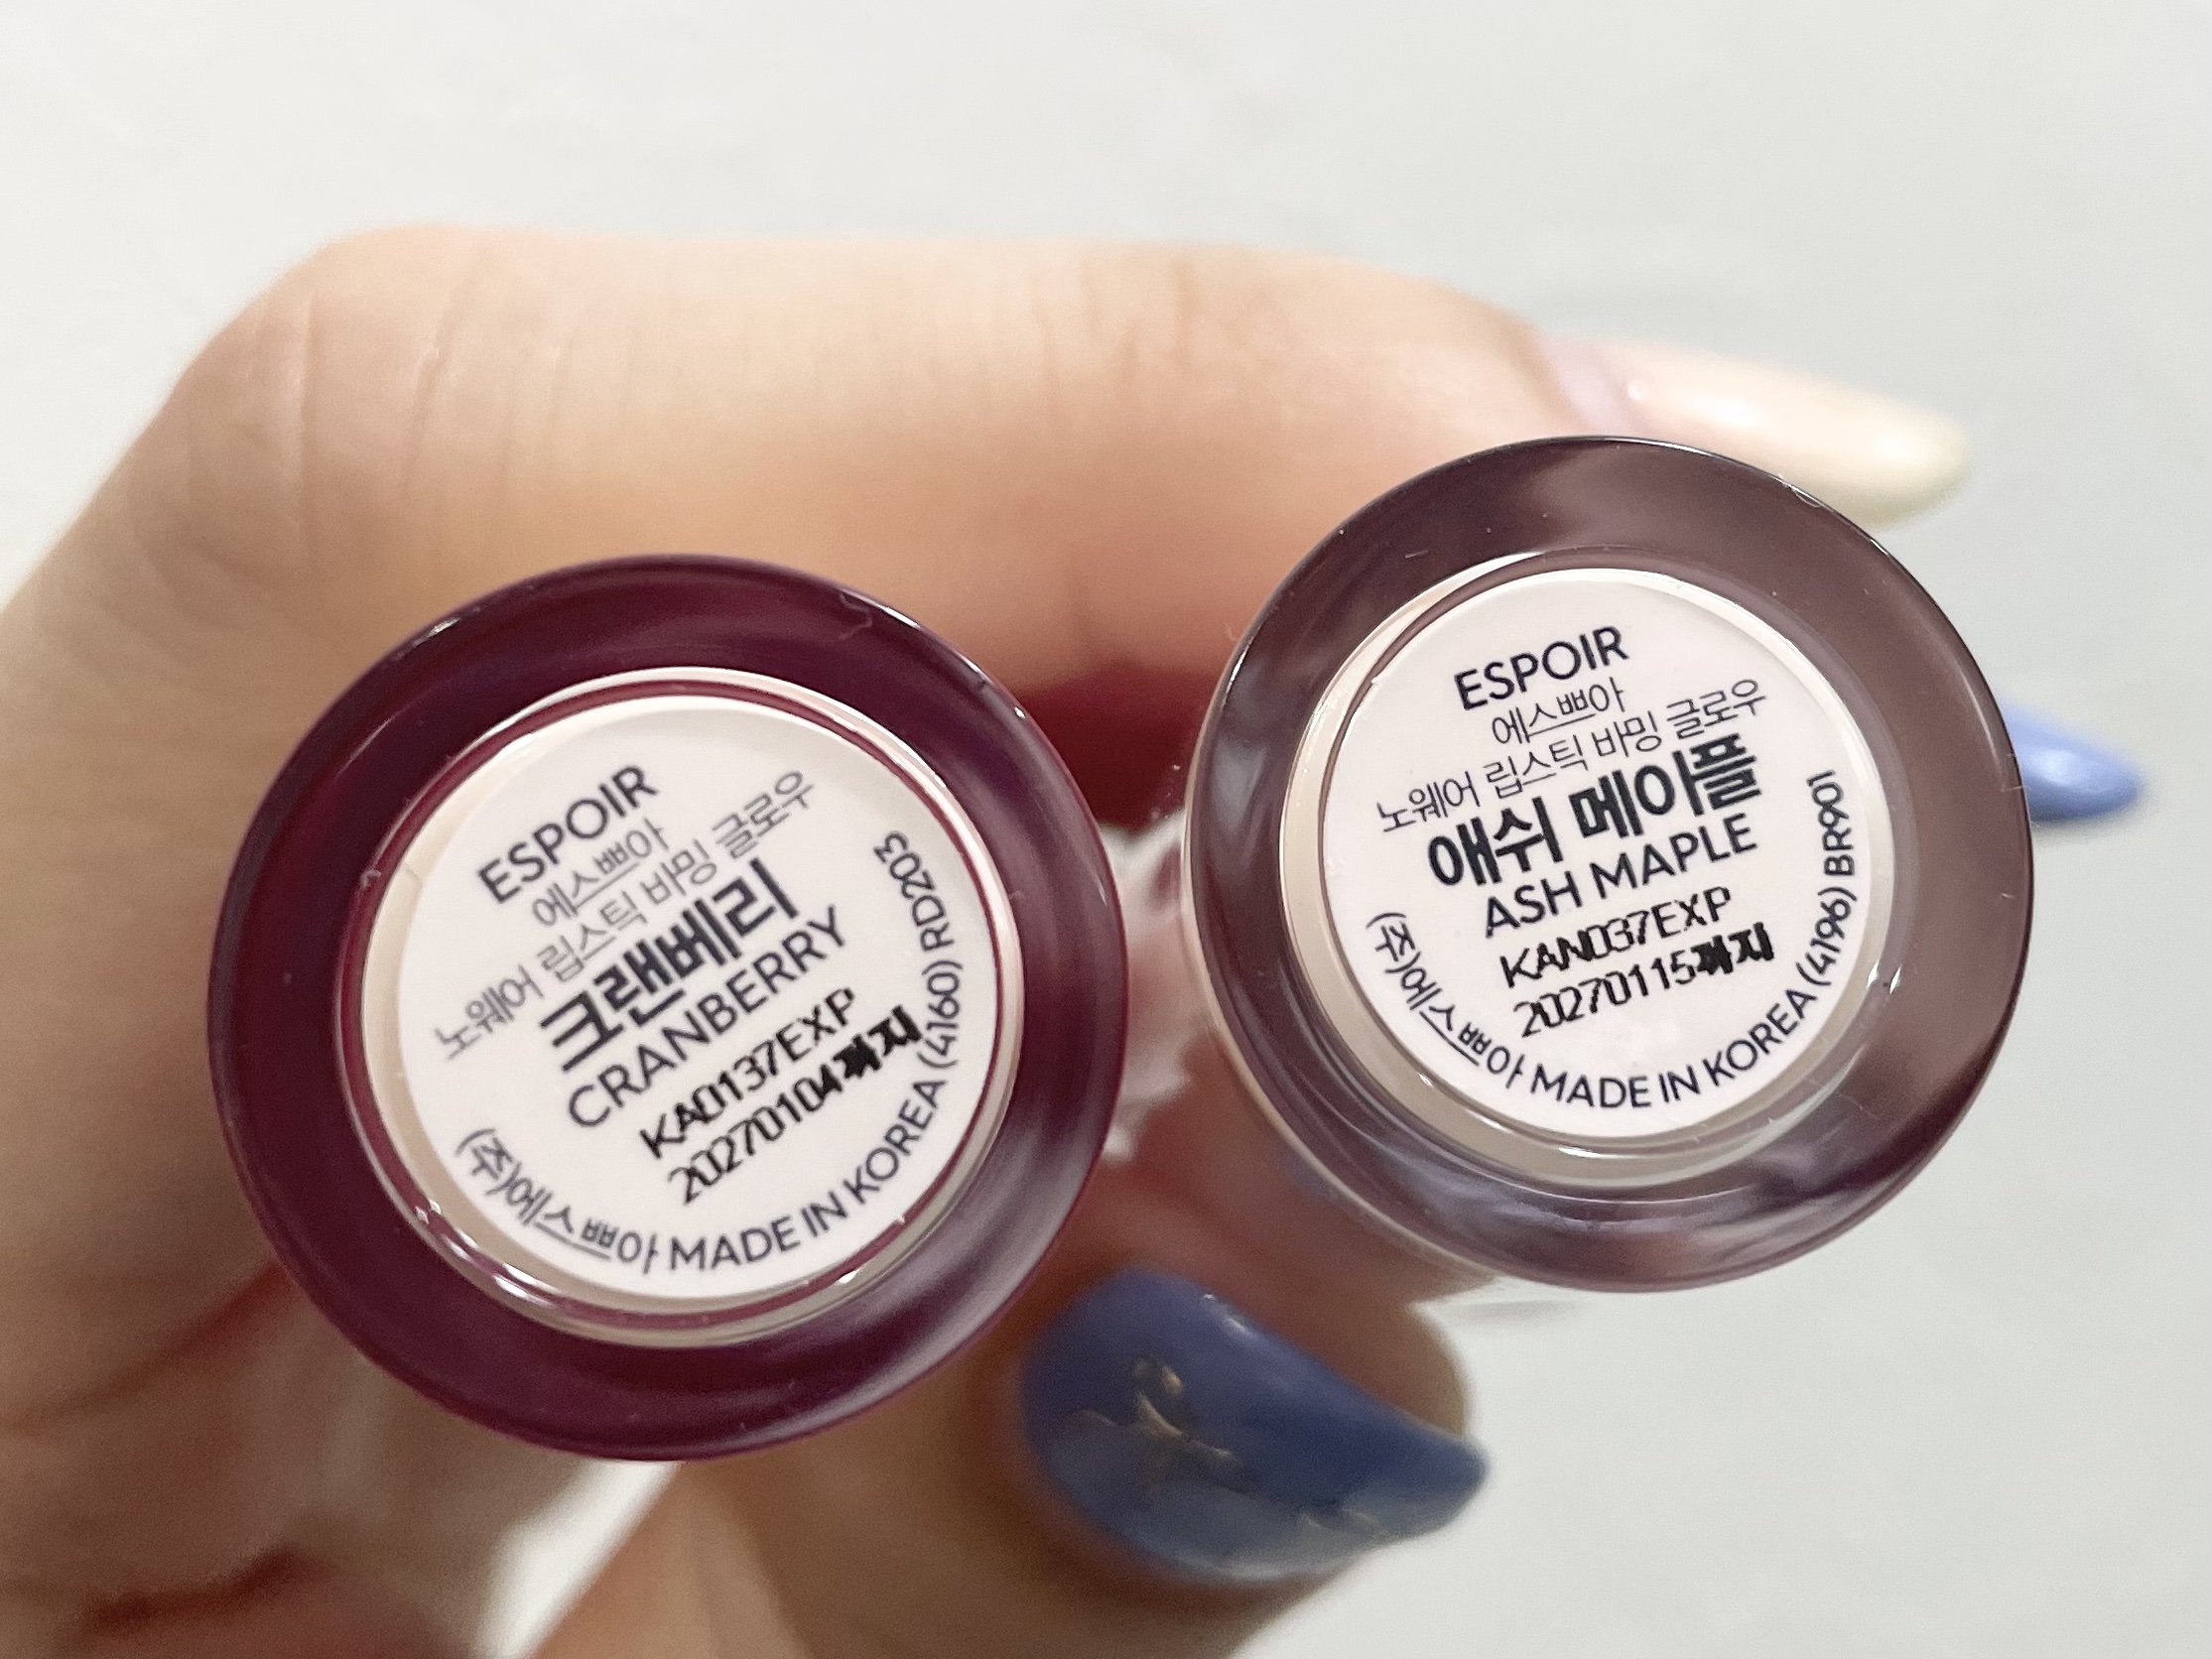 ESPOIR
에스쁘아
노웨어 립스틱 바밍 글로우
크랜베리
CRANBERRY
KAO137EXP
20270104까지
(주)에스쁘아 MADE IN KOREA (4160) RD203
ESPOIR
에스쁘아
노웨어 립스틱 바밍 글로우
애쉬 메이플
ASH MAPLE
KAN037EXP
20270115까지
(주)에스쁘아 MADE IN KOREA (4196) BR901